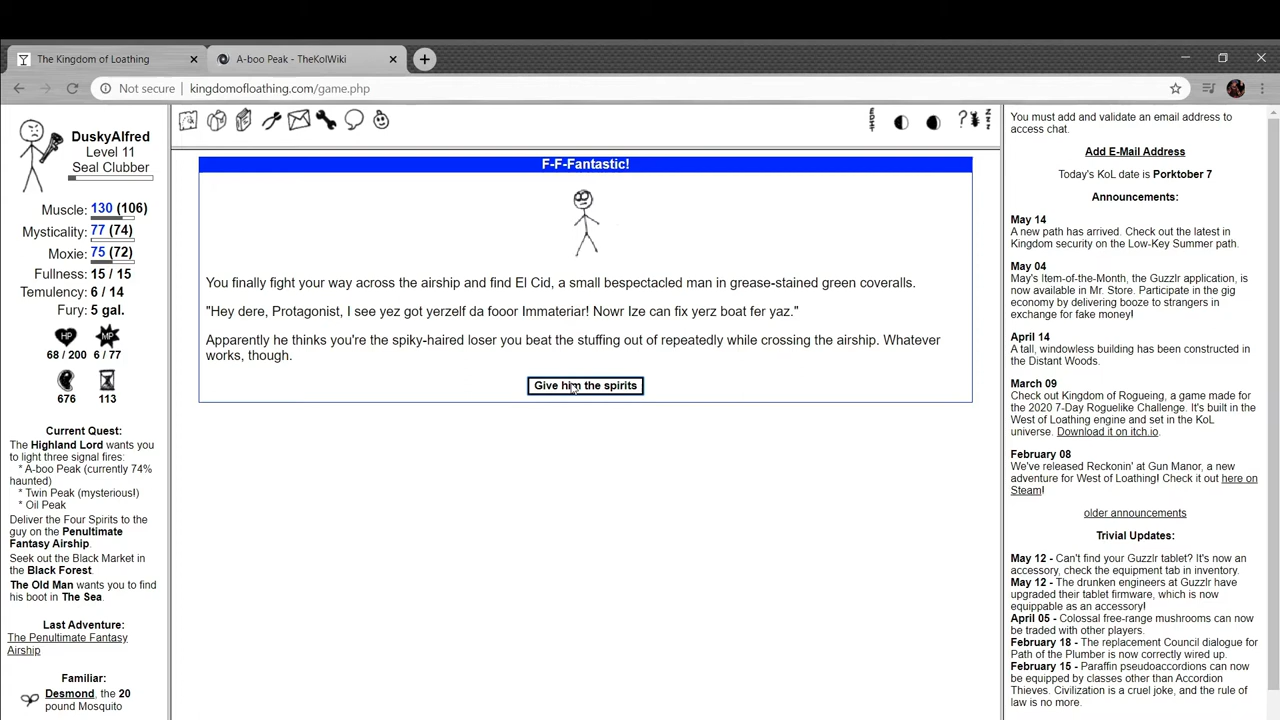 The Kingdom of Loathing
A-boo Peak - TheKolWiki
Not secure
kingdomofloathing.com/game.php
DuskyAlfred
Level 11
Seal Clubber
Muscle: 130 (106)
Mysticality: 77 (74)
Moxie: 75 (72)
Fullness: 15 / 15
Temulency: 6 / 14
Fury: 5 gal.
HP
MP
68 / 200
6 / 77
676
113
Current Quest:
The Highland Lord wants you
to light three signal fires:
* A-boo Peak (currently 74%
haunted)
* Twin Peak (mysterious!)
* Oil Peak
Deliver the Four Spirits to the
guy on the Penultimate
Fantasy Airship.
Seek out the Black Market in
the Black Forest.
The Old Man wants you to find
his boot in The Sea.
Last Adventure:
The Penultimate Fantasy
Airship
Familiar:
Desmond, the 20
pound Mosquito
F-F-Fantastic!
You finally fight your way across the airship and find El Cid, a small bespectacled man in grease-stained green coveralls.
"Hey dere, Protagonist, I see yez got yerzelf da fooor Immateriar! Nowr Ize can fix yerz boat fer yaz."
Apparently he thinks you're the spiky-haired loser you beat the stuffing out of repeatedly while crossing the airship. Whatever
works, though.
Give him the spirits
You must add and validate an email address to
access chat.
Add E-Mail Address
Today's KoL date is Porktober 7
Announcements:
May 14
A new path has arrived. Check out the latest in
Kingdom security on the Low-Key Summer path.
May 04
May's Item-of-the-Month, the Guzzlr application, is
now available in Mr. Store. Participate in the gig
economy by delivering booze to strangers in
exchange for fake money!
April 14
A tall, windowless building has been constructed in
the Distant Woods.
March 09
Check out Kingdom of Rogueing, a game made for
the 2020 7-Day Roguelike Challenge. It's built in the
West of Loathing engine and set in the KoL
universe. Download it on itch.io.
February 08
We've released Reckonin' at Gun Manor, a new
adventure for West of Loathing! Check it out here on
Steam!
older announcements
Trivial Updates:
May 12 - Can't find your Guzzlr tablet? It's now an
accessory, check the equipment tab in inventory.
May 12 - The drunken engineers at Guzzlr have
upgraded their tablet firmware, which is now
equippable as an accessory!
April 05 - Colossal free-range mushrooms can now
be traded with other players.
February 18 - The replacement Council dialogue for
Path of the Plumber is now correctly wired up.
February 15 - Paraffin pseudoaccordions can now
be equipped by classes other than Accordion
Thieves. Civilization is a cruel joke, and the rule of
law is no more.